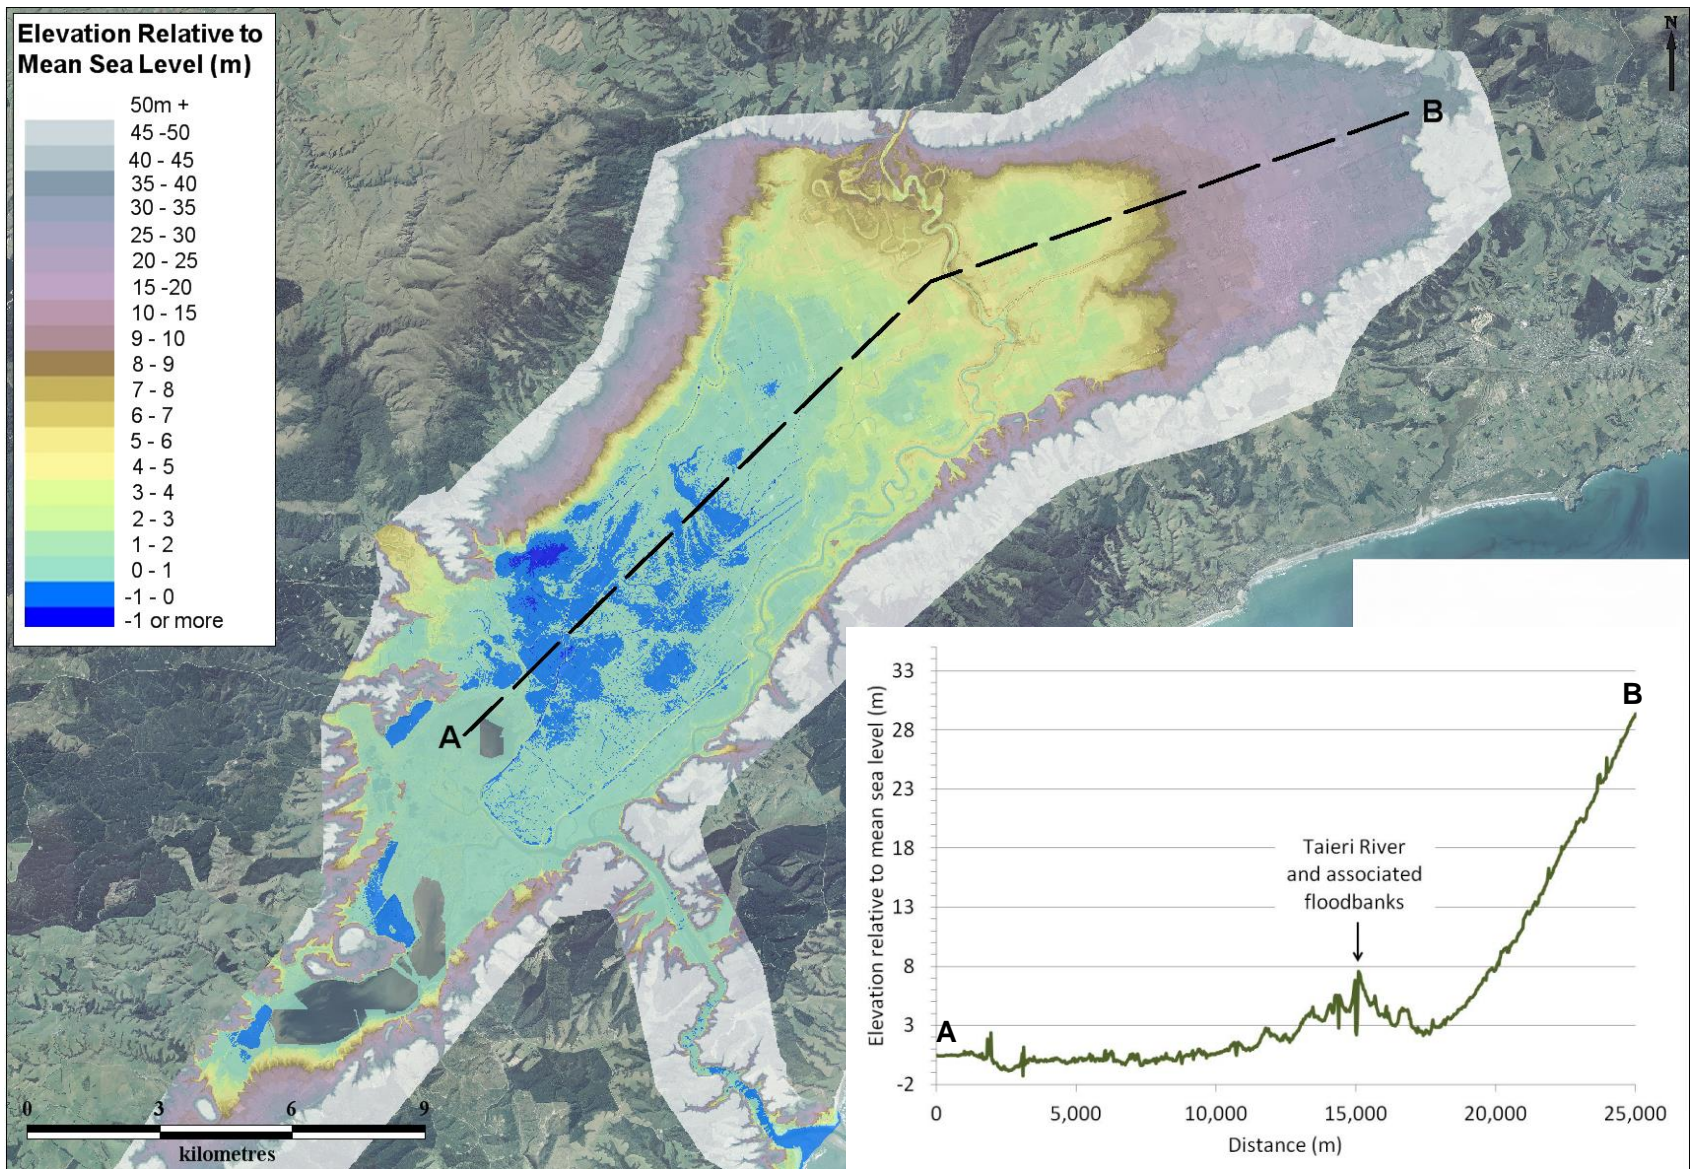 Elevation Relative to
Mean Sea Level (m)
50m +
45 -50
40 - 45
35 - 40
30 - 35
25 - 30
20 - 25
15 -20
10 - 15
9 - 10
8 - 9
7 - 8
6 - 7
5 - 6
4 - 5
3 - 4
2 - 3
1 - 2
0 - 1
-1 - 0
-1 or more
N
B
A
0 3 6 9
kilometres
Elevation relative to mean sea level (m)
33
28
23
18
13
8
3
-2
A
B
Taieri River
and associated
floodbanks
0 5,000 10,000 15,000 20,000 25,000
Distance (m)